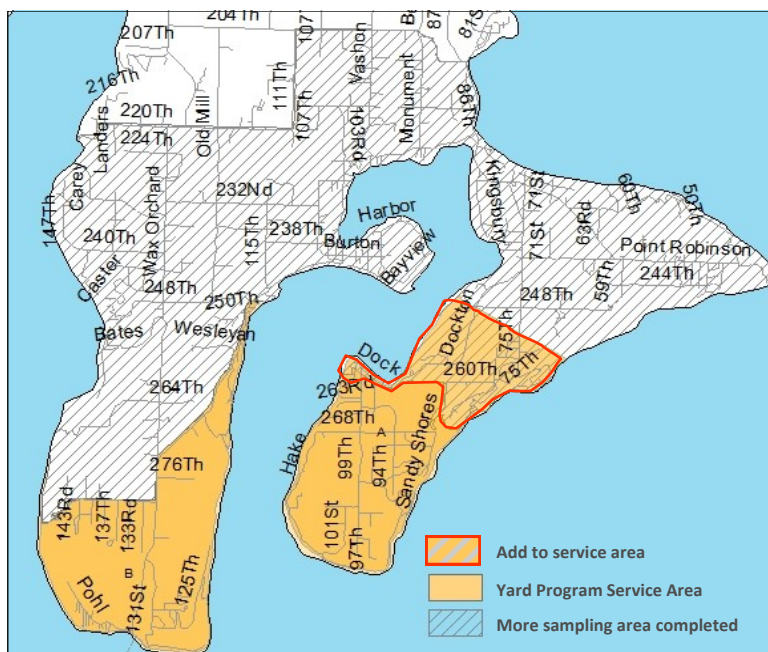 204Th
107Th
87
81S
207Th
216Th
111Th
107Th
Vashon
Monument
86Th
220Th
Old Mill
103Rd
Landers
224Th
Carey
Wax Orchard
232Nd
Kingsbury
71St
71St
63Rd
60Th
50Th
147Th
240Th
115Th
238Th
Harbor
Burton
Bayview
Point Robinson
244Th
59Th
Caster
248Th
250Th
248Th
Bates
Wesleyan
Dockton
75Th
Dock
260Th
75Th
264Th
263Rd
268Th
A
Hake
99Th
94Th
Sandy Shores
276Th
143Rd
137Th
133Rd
101St
97Th
B
Pohl
131St
125Th
Add to service area
Yard Program Service Area
More sampling area completed